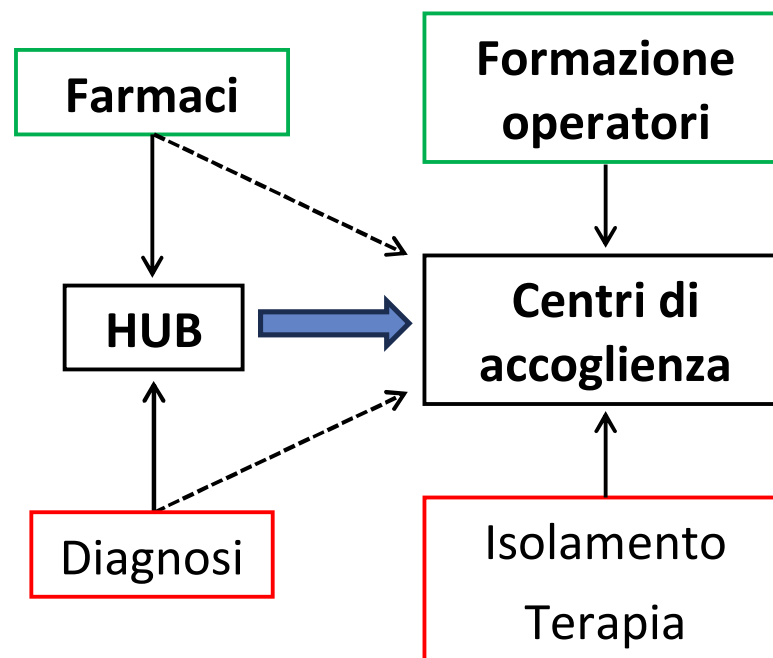 Farmaci
Formazione
operatori
HUB
Centri di
accoglienza
Diagnosi
Isolamento
Terapia